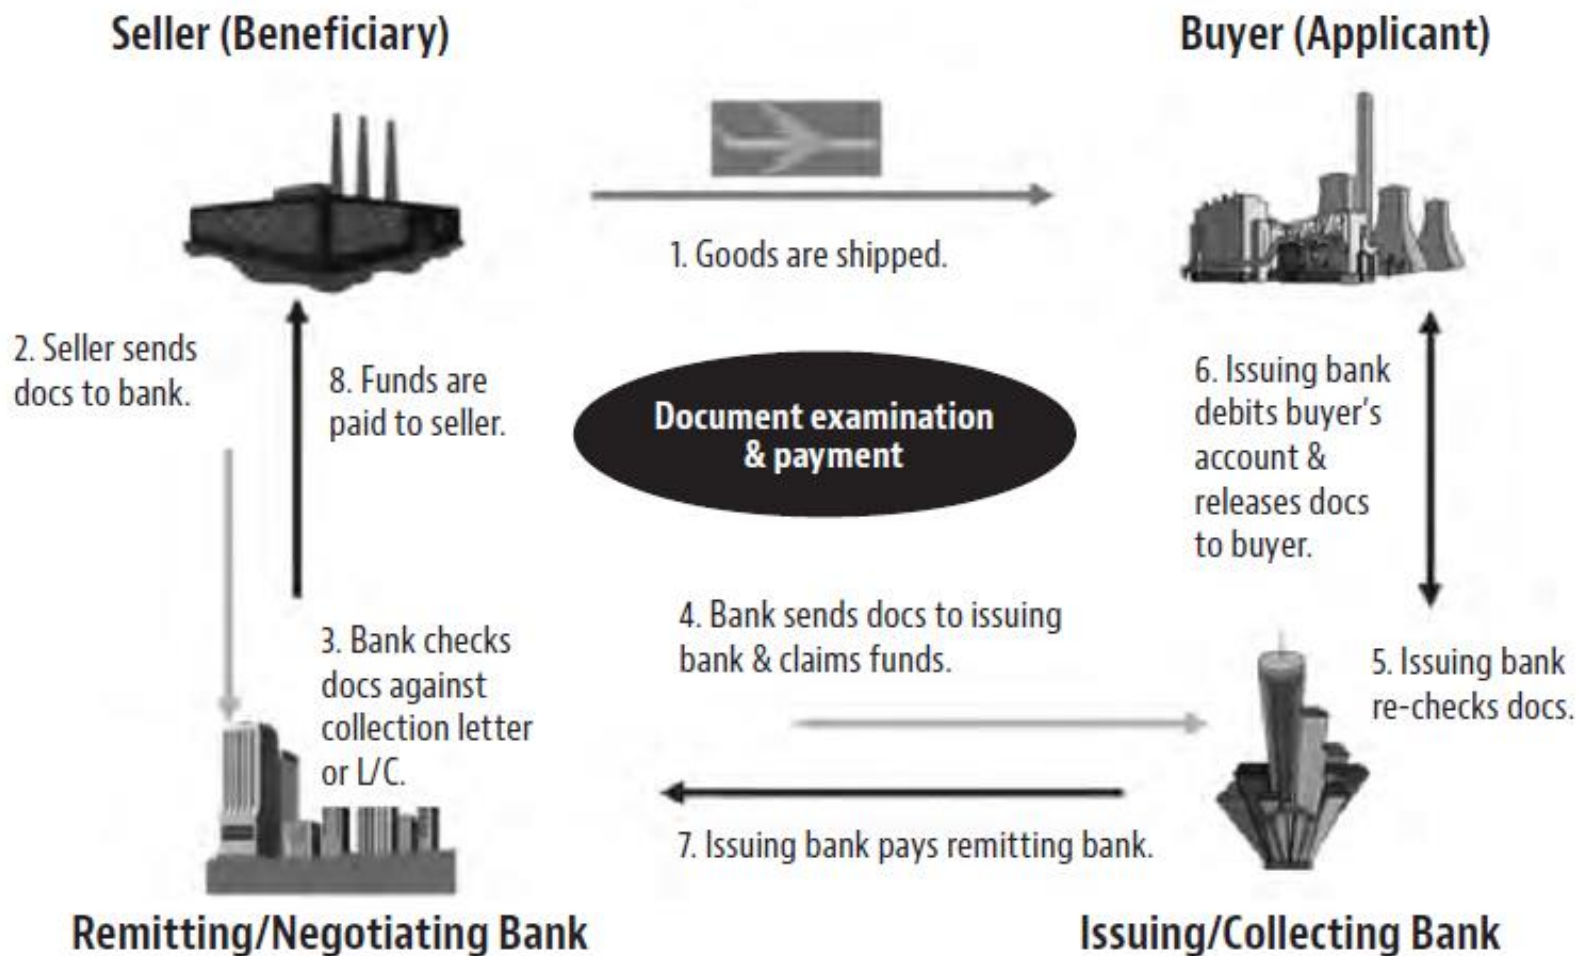 Seller (Beneficiary)
Buyer (Applicant)
1. Goods are shipped.
2. Seller sends
docs to bank.
8. Funds are
paid to seller.
Document examination
& payment
6. Issuing bank
debits buyer's
account &
releases docs
to buyer.
3. Bank checks
docs against
collection letter
or L/C.
4. Bank sends docs to issuing
bank & claims funds.
5. Issuing bank
re-checks docs.
7. Issuing bank pays remitting bank.
Remitting/Negotiating Bank
Issuing/Collecting Bank